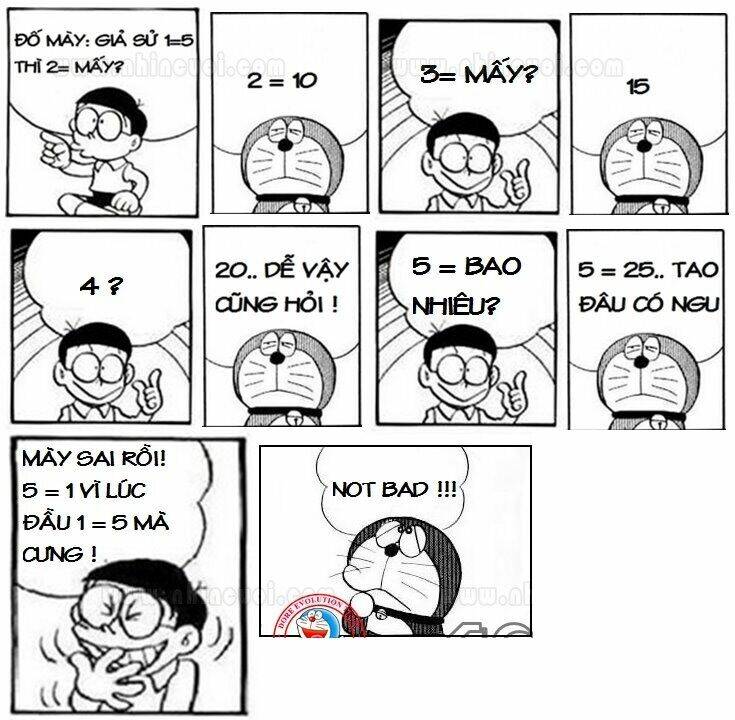 ĐỐ MÀY: GIẢ SỬ 1=5
THÌ 2= MẤY?
2 = 10
3= MẤY?
15
4 ?
20.. DỄ VẬY
CŨNG HỎI !
5 = BAO
NHIÊU?
5 = 25.. TAO
ĐÂU CÓ NGU
MÀY SAI RỒI!
5 = 1 VÌ LÚC
ĐẦU 1 = 5 MÀ
CƯNG !
NOT BAD !!!
DORE EVOLUTION